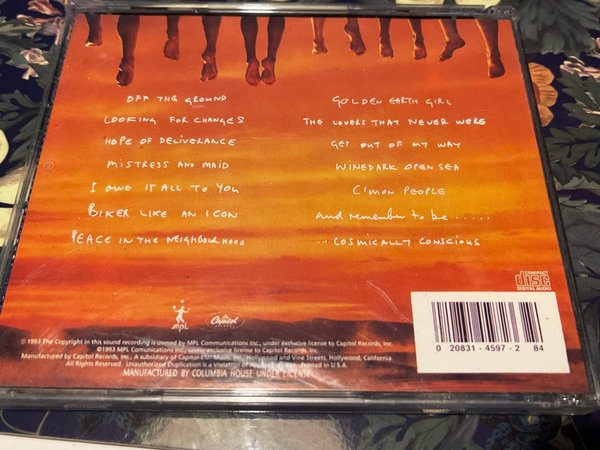 OFF THE GROUND
LOOKING FOR CHANGES
HOPE OF DELIVERANCE
MISTRESS AND MAID
I OWE IT ALL TO YOU
BIKER LIKE AN ICON
PEACE IN THE NEIGHBOURHOOD
GOLDEN EARTH GIRL
THE LOVERS THAT NEVER WERE
GET OUT OF MY WAY
WINEDARK OPEN SEA
C'MON PEOPLE
and remember to be.....
...COSMICALLY CONSCIOUS
COMPACT
disc
DIGITAL AUDIO
MPL
Capitol
0 20831-4597-2 84
℗ 1993 The Copyright in this sound recording is owned by MPL Communications Inc., under exclusive license to Capitol Records, Inc.
©1993 MPL Communications Inc., under exclusive license to Capitol Records, Inc.
Manufactured by Capitol Records, Inc., A subsidiary of Capitol-EMI Music, Inc., Hollywood and Vine Streets, Hollywood, California.
All Rights Reserved. Unauthorized Duplication is a Violation of Applicable Laws. Printed in U.S.A.
MANUFACTURED BY COLUMBIA HOUSE UNDER LICENSE